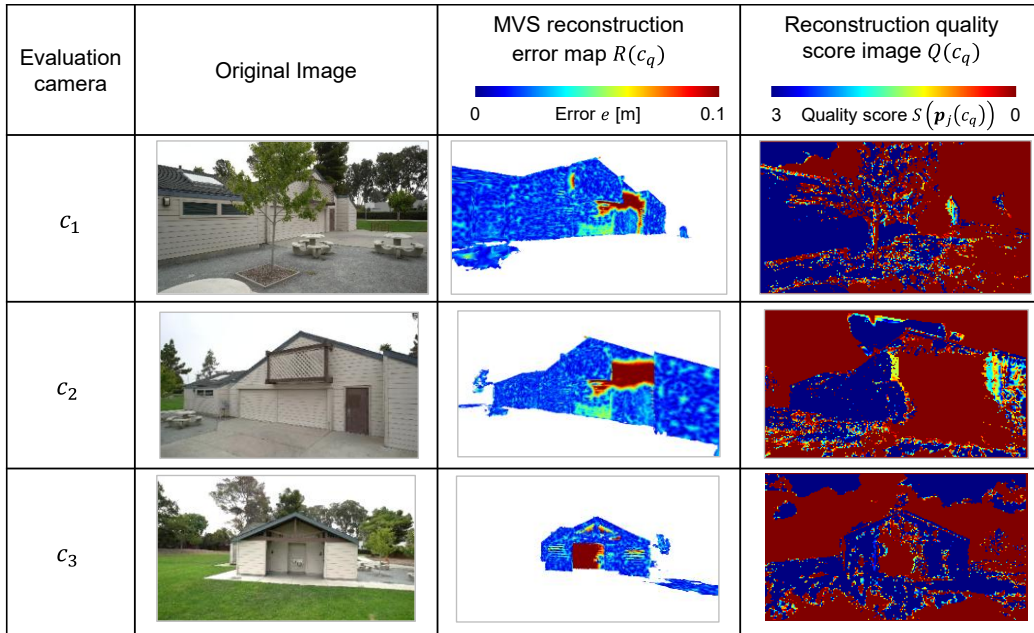 Evaluation
camera
Original Image
MVS reconstruction
error map R(c_q)
0 Error e [m] 0.1
Reconstruction quality
score image Q(c_q)
3 Quality score S(p_j(c_q)) 0
c_1
c_2
c_3